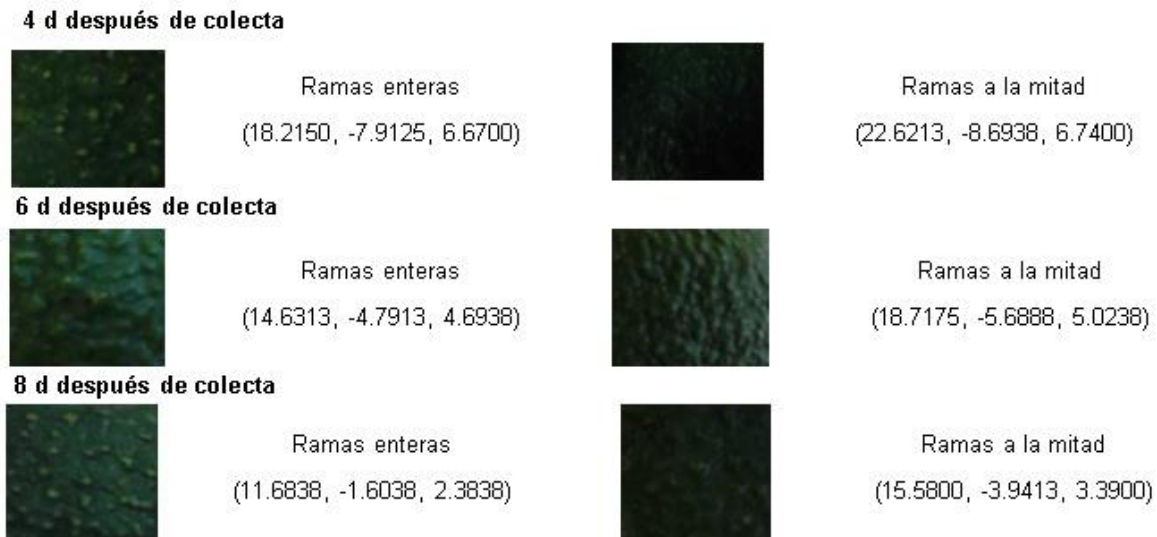 4 d después de colecta
Ramas enteras
Ramas a la mitad
(18.2150, -7.9125, 6.6700)
(22.6213, -8.6938, 6.7400)
6 d después de colecta
Ramas enteras
Ramas a la mitad
(14.6313, -4.7913, 4.6938)
(18.7175, -5.6888, 5.0238)
8 d después de colecta
Ramas enteras
Ramas a la mitad
(11.6838, -1.6038, 2.3838)
(15.5800, -3.9413, 3.3900)